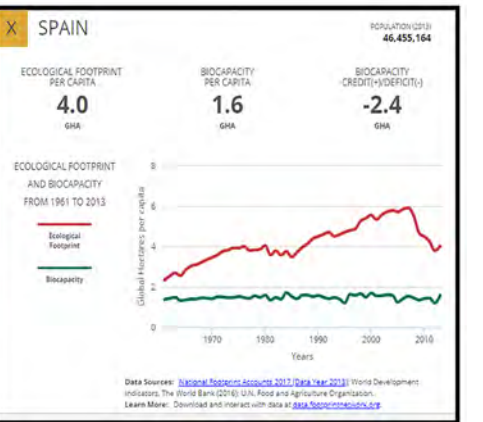 X SPAIN
POPULATION (2013)
46,455,164
ECOLOGICAL FOOTPRINT
PER CAPITA
4.0
GHA
BIOCAPACITY
PER CAPITA
1.6
GHA
BIOCAPACITY
CREDIT(+)/DEFICIT(-)
-2.4
GHA
ECOLOGICAL FOOTPRINT
AND BIOCAPACITY
FROM 1961 TO 2013
Ecological
Footprint
Biocapacity
Global Hectares per capita
8
6
4
2
0
1970 1980 1990 2000 2010
Years
Data Sources: National Footprint Accounts 2017 (Data Year 2013); World Development
Indicators, The World Bank (2016); U.N. Food and Agriculture Organization.
Learn More: Download and interact with data at data.footprintnetwork.org.